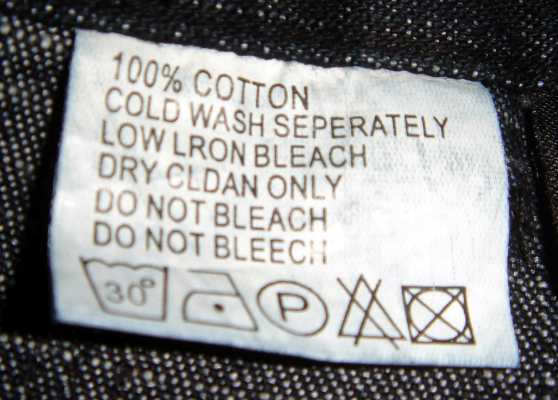 100% COTTON
COLD WASH SEPERATELY
LOW LRON BLEACH
DRY CLDAN ONLY
DO NOT BLEACH
DO NOT BLEECH
30° P